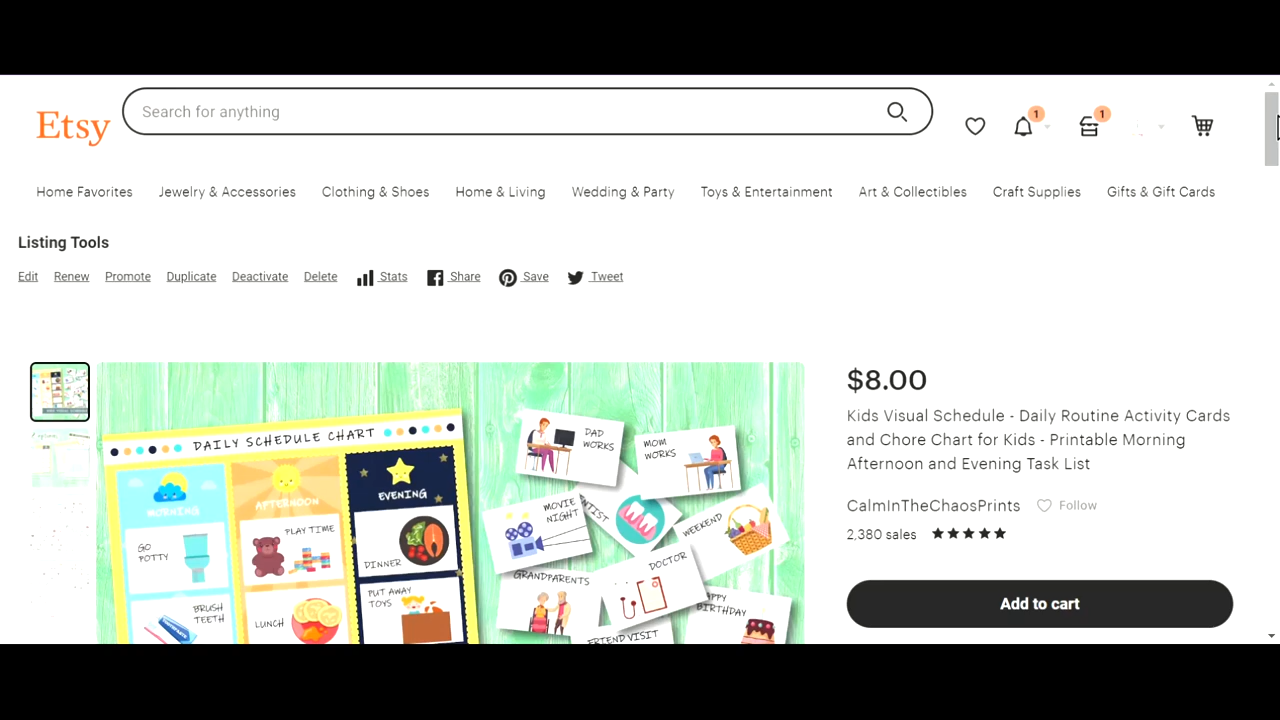 Etsy
Search for anything
1
1
Home Favorites
Jewelry & Accessories
Clothing & Shoes
Home & Living
Wedding & Party
Toys & Entertainment
Art & Collectibles
Craft Supplies
Gifts & Gift Cards
Listing Tools
Edit
Renew
Promote
Duplicate
Deactivate
Delete
Stats
Share
Save
Tweet
DAILY SCHEDULE CHART
MORNING
AFTERNOON
EVENING
GO
POTTY
PLAY TIME
DINNER
BRUSH
TEETH
LUNCH
PUT AWAY
TOYS
DAD
WORKS
MOM
WORKS
MOVIE
NIGHT
WEEKEND
GRANDPARENTS
DOCTOR
BIRTHDAY
VISIT
$8.00
Kids Visual Schedule - Daily Routine Activity Cards
and Chore Chart for Kids - Printable Morning
Afternoon and Evening Task List
CalmInTheChaosPrints
Follow
2,380 sales
Add to cart